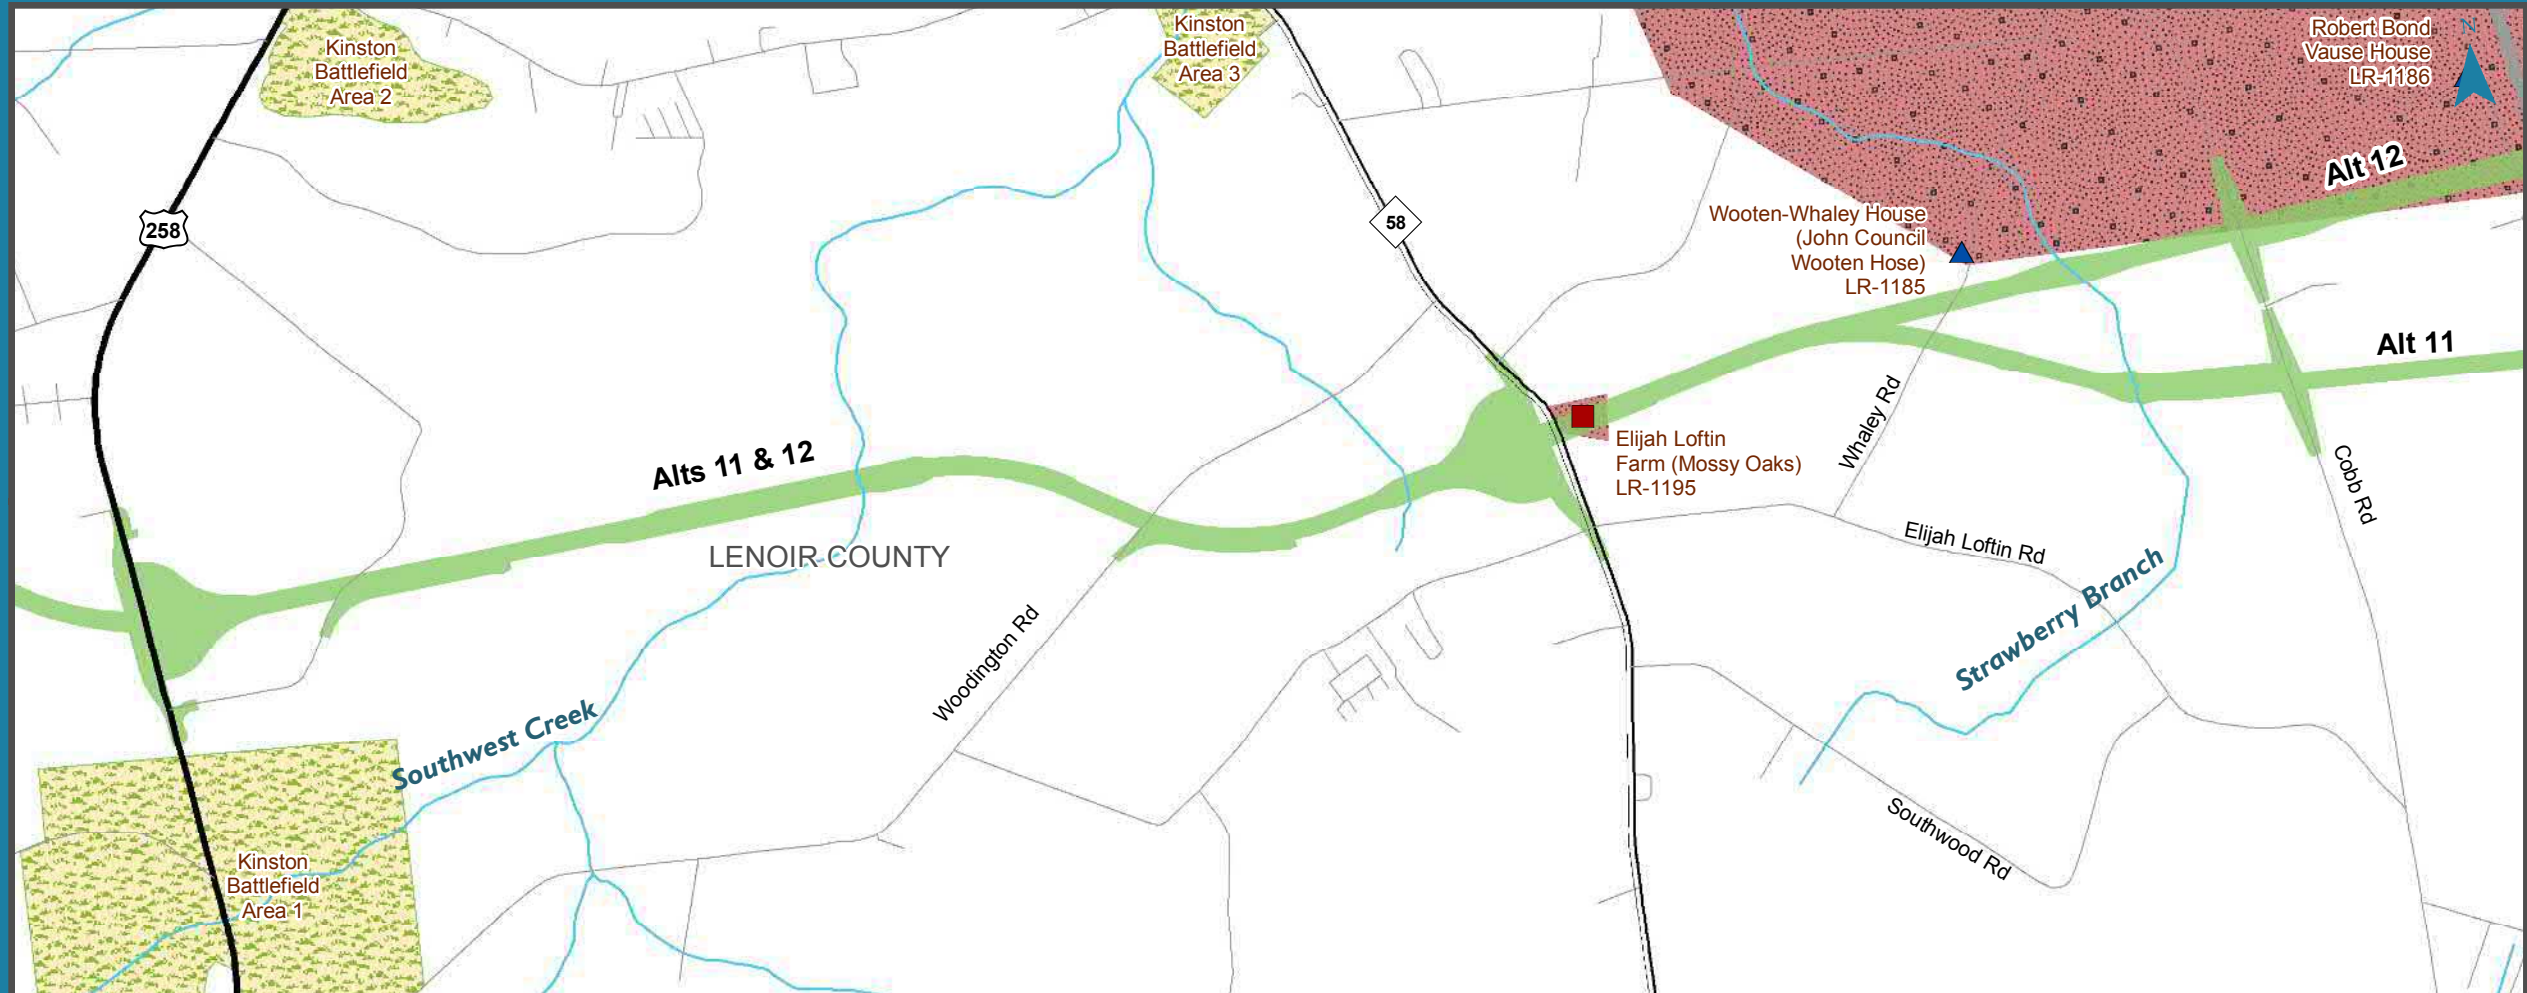 Kinston
Battlefield
Area 2
Kinston
Battlefield
Area 3
Robert Bond
Vause House
LR-1186
N
Alt 12
258
58
Wooten-Whaley House
(John Council
Wooten Hose)
LR-1185
Alt 11
Whaley Rd
Elijah Loftin
Farm (Mossy Oaks)
LR-1195
Alts 11 & 12
Cobb Rd
LENOIR COUNTY
Elijah Loftin Rd
Strawberry Branch
Woodington Rd
Southwest Creek
Southwood Rd
Kinston
Battlefield
Area 1